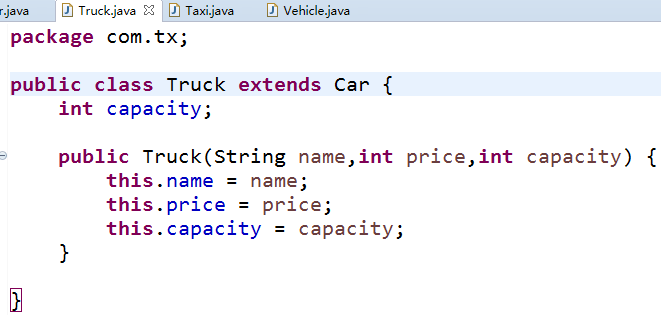 r.java Truck.java Taxi.java Vehicle.java
package com.tx;
public class Truck extends Car {
int capacity;
public Truck(String name,int price,int capacity) {
this.name = name;
this.price = price;
this.capacity = capacity;
}
}